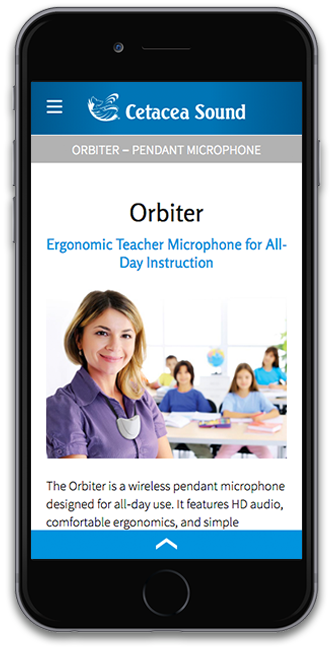 Cetacea Sound
ORBITER – PENDANT MICROPHONE
Orbiter
Ergonomic Teacher Microphone for All-
Day Instruction
The Orbiter is a wireless pendant microphone
designed for all-day use. It features HD audio,
comfortable ergonomics, and simple